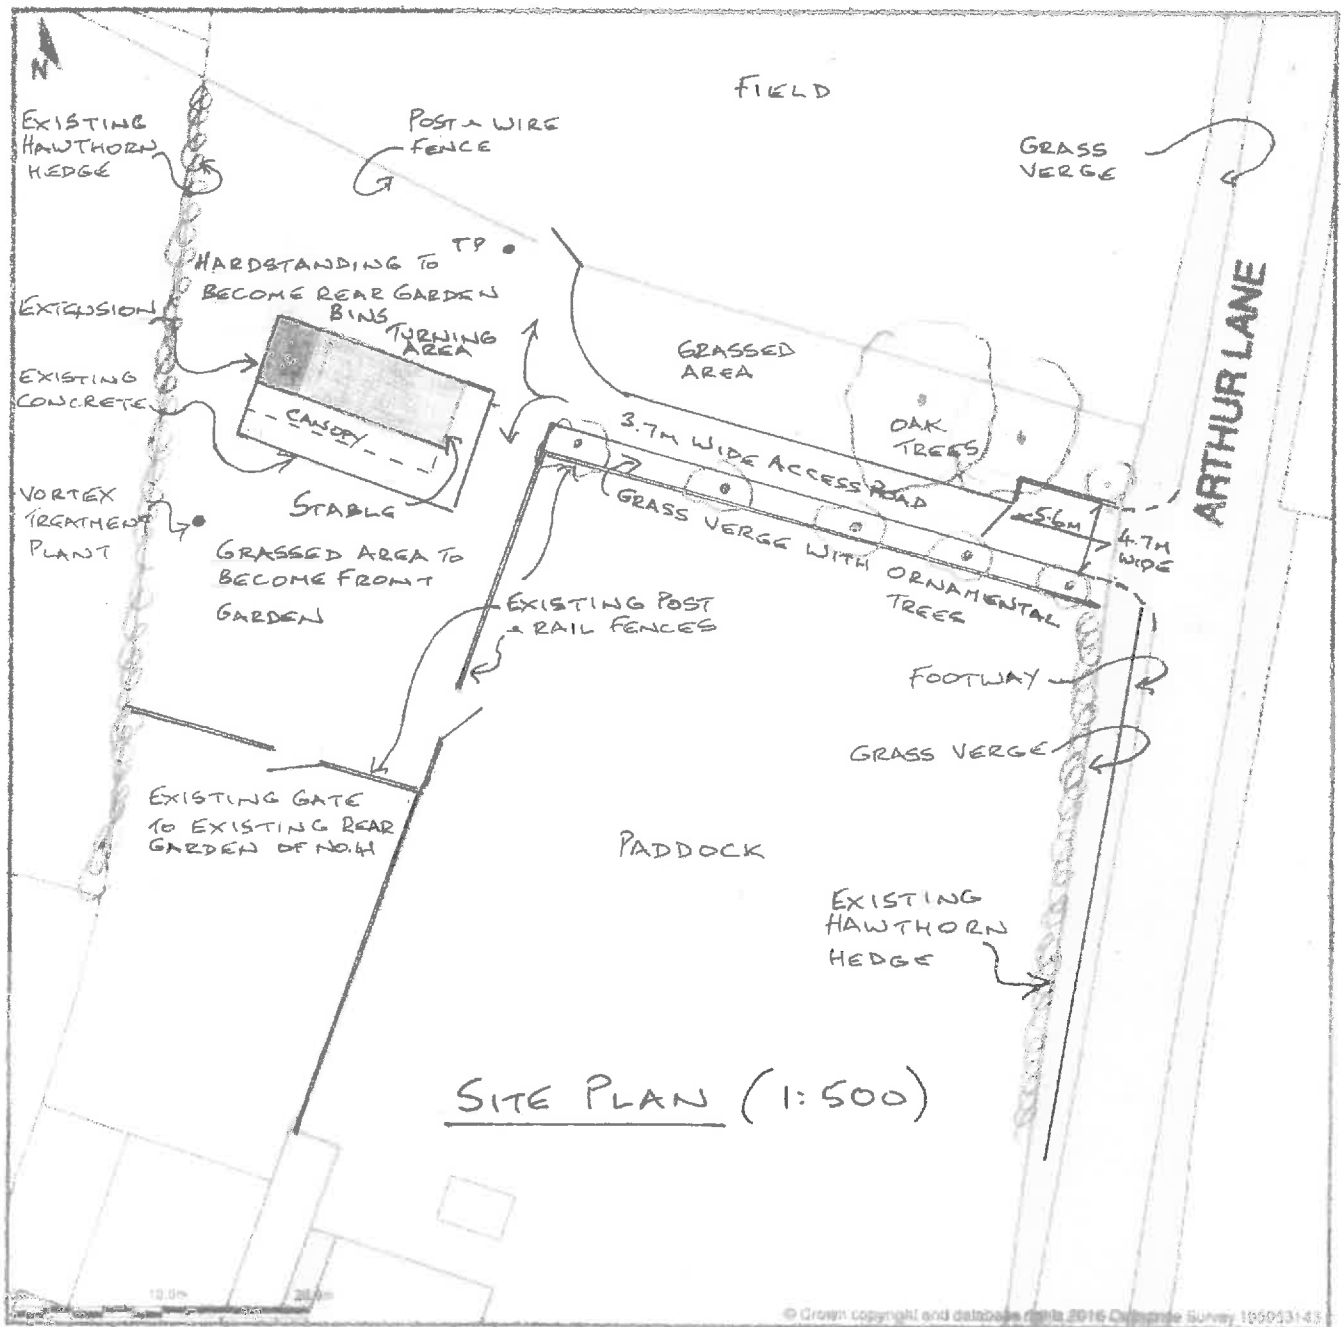 N
FIELD
EXISTING
HAWTHORN
HEDGE
POST & WIRE
FENCE
GRASS
VERGE
TP
HARDSTANDING TO
BECOME REAR GARDEN
BINS
TURNING
AREA
EXTENSION
EXISTING
CONCRETE
CANOPY
STABLE
GRASSED
AREA
OAK
TREES
ARTHUR LANE
3.7M WIDE ACCESS ROAD
5.6M
4.7M
WIDE
GRASS VERGE WITH ORNAMENTAL
TREES
VORTEX
TREATMENT
PLANT
GRASSED AREA TO
BECOME FRONT
GARDEN
EXISTING POST
& RAIL FENCES
FOOTWAY
GRASS VERGE
EXISTING GATE
TO EXISTING REAR
GARDEN OF NO.41
PADDOCK
EXISTING
HAWTHORN
HEDGE
SITE PLAN (1:500)
10.0m
© Crown copyright and database rights 2016 Ordnance Survey